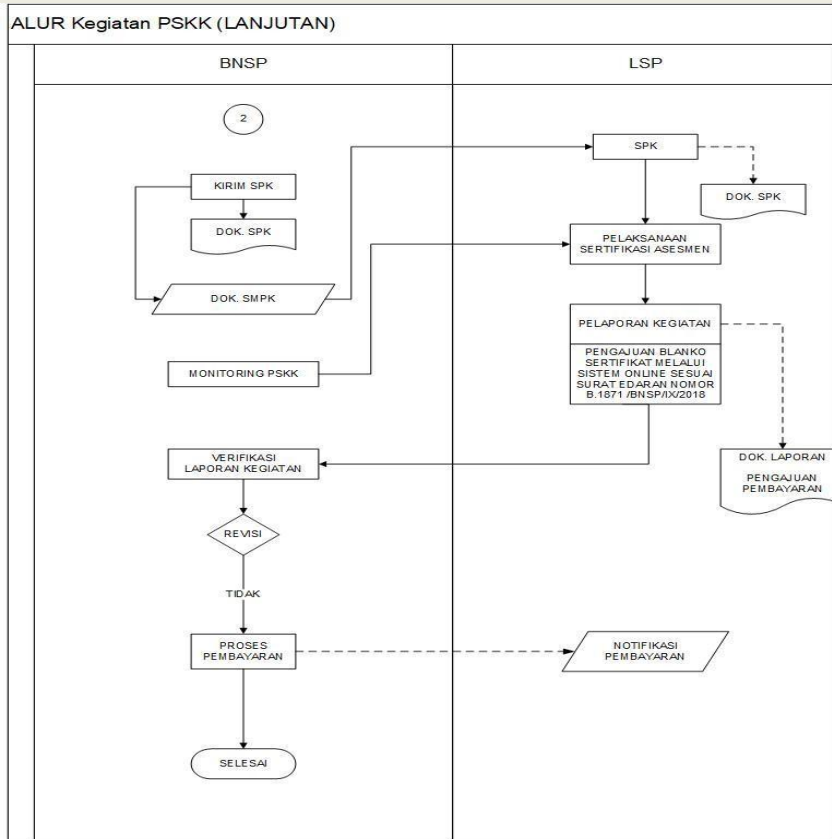 ALUR Kegiatan PSKK (LANJUTAN)
BNSP
LSP
2
SPK
KIRIM SPK
DOK. SPK
DOK. SPK
PELAKSANAAN
SERTIFIKASI ASESMEN
DOK. SMPK
PELAPORAN KEGIATAN
MONITORING PSKK
PENGAJUAN BLANKO
SERTIFIKAT MELALUI
SISTEM ONLINE SESUAI
SURAT EDARAN NOMOR
B.1871 /BNSP/IX/2018
VERIFIKASI
LAPORAN KEGIATAN
DOK. LAPORAN
PENGAJUAN
PEMBAYARAN
REVISI
TIDAK
PROSES
PEMBAYARAN
NOTIFIKASI
PEMBAYARAN
SELESAI